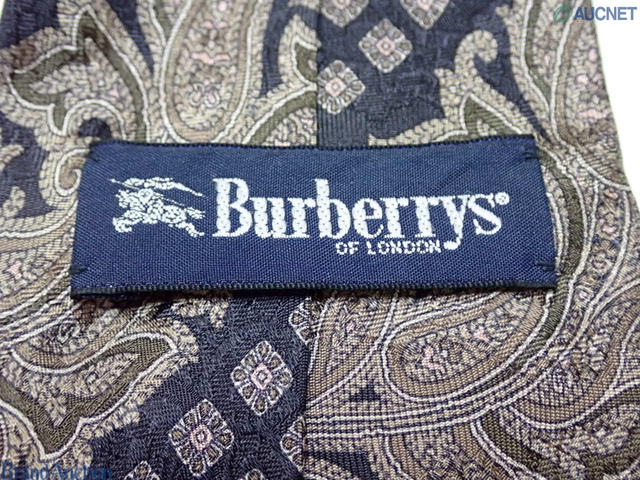 AUCNET
Burberrys®
OF LONDON
Brand Auction